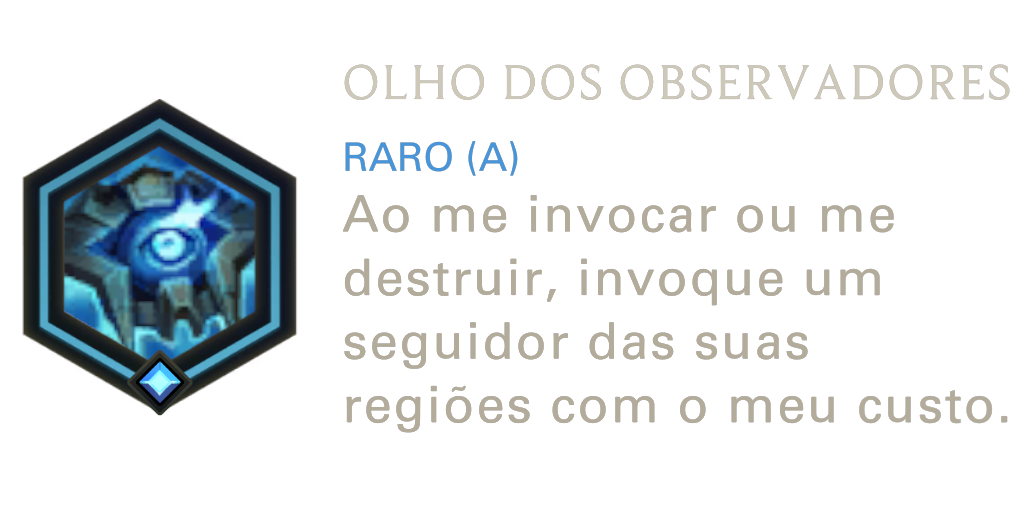 OLHO DOS OBSERVADORES
RARO (A)
Ao me invocar ou me
destruir, invoque um
seguidor das suas
regiões com o meu custo.